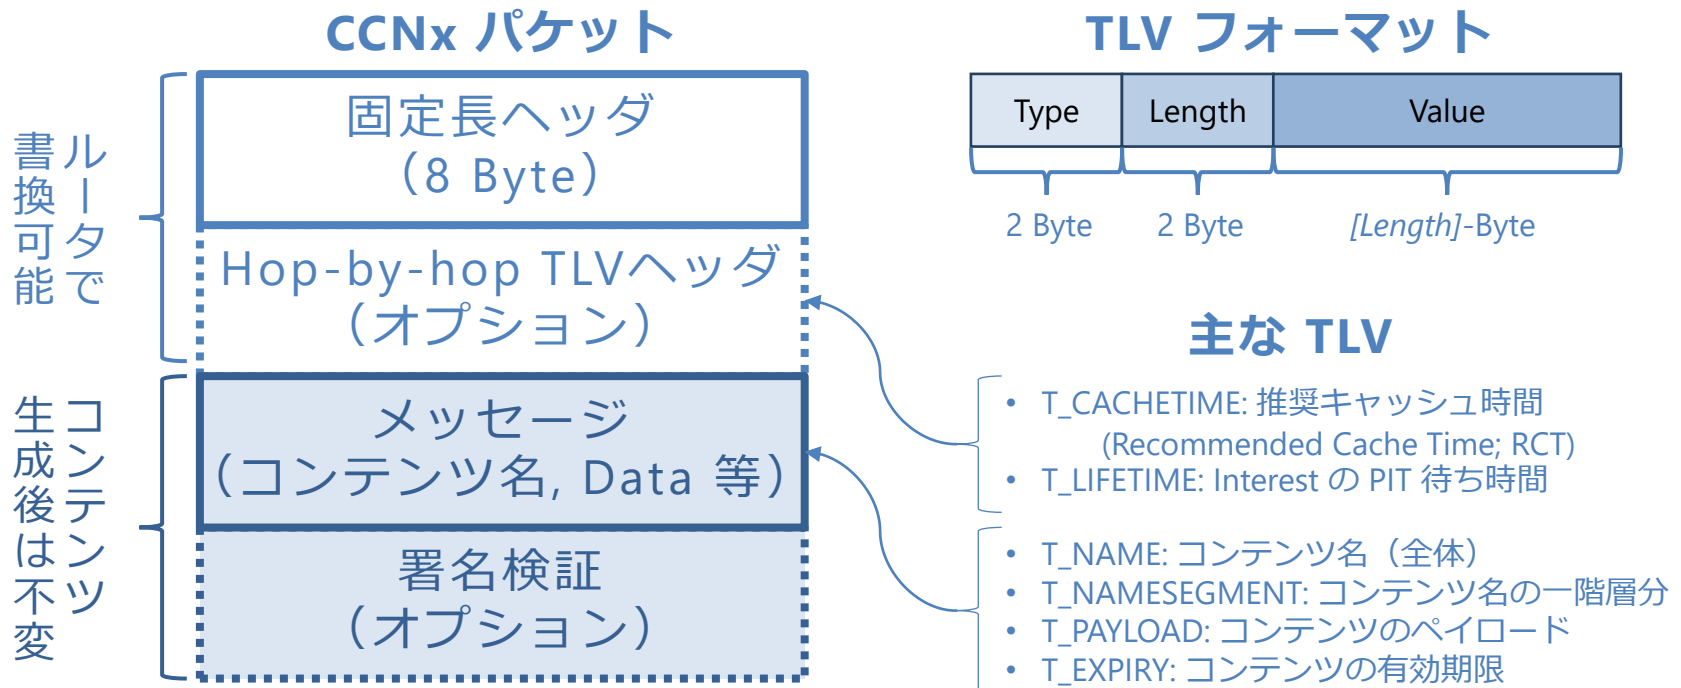 CCNx パケット
ルータで
書換可能
固定長ヘッダ
(8 Byte)
Hop-by-hop TLVヘッダ
(オプション)
コンテンツ
生成後は不変
メッセージ
(コンテンツ名, Data 等)
署名検証
(オプション)
TLV フォーマット
Type Length Value
2 Byte 2 Byte [Length]-Byte
主な TLV
• T_CACHETIME: 推奨キャッシュ時間
(Recommended Cache Time; RCT)
• T_LIFETIME: Interest の PIT 待ち時間
• T_NAME: コンテンツ名（全体）
• T_NAMESEGMENT: コンテンツ名の一階層分
• T_PAYLOAD: コンテンツのペイロード
• T_EXPIRY: コンテンツの有効期限